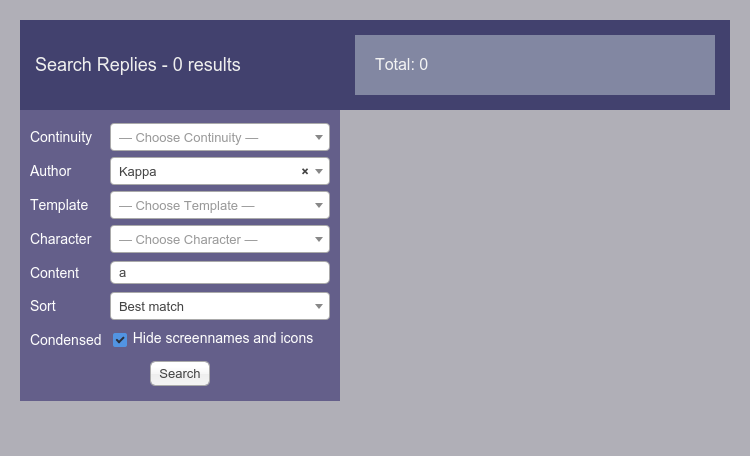 Search Replies - 0 results
Total: 0
Continuity — Choose Continuity —
Author Kappa ×
Template — Choose Template —
Character — Choose Character —
Content a
Sort Best match
Condensed Hide screennames and icons
Search